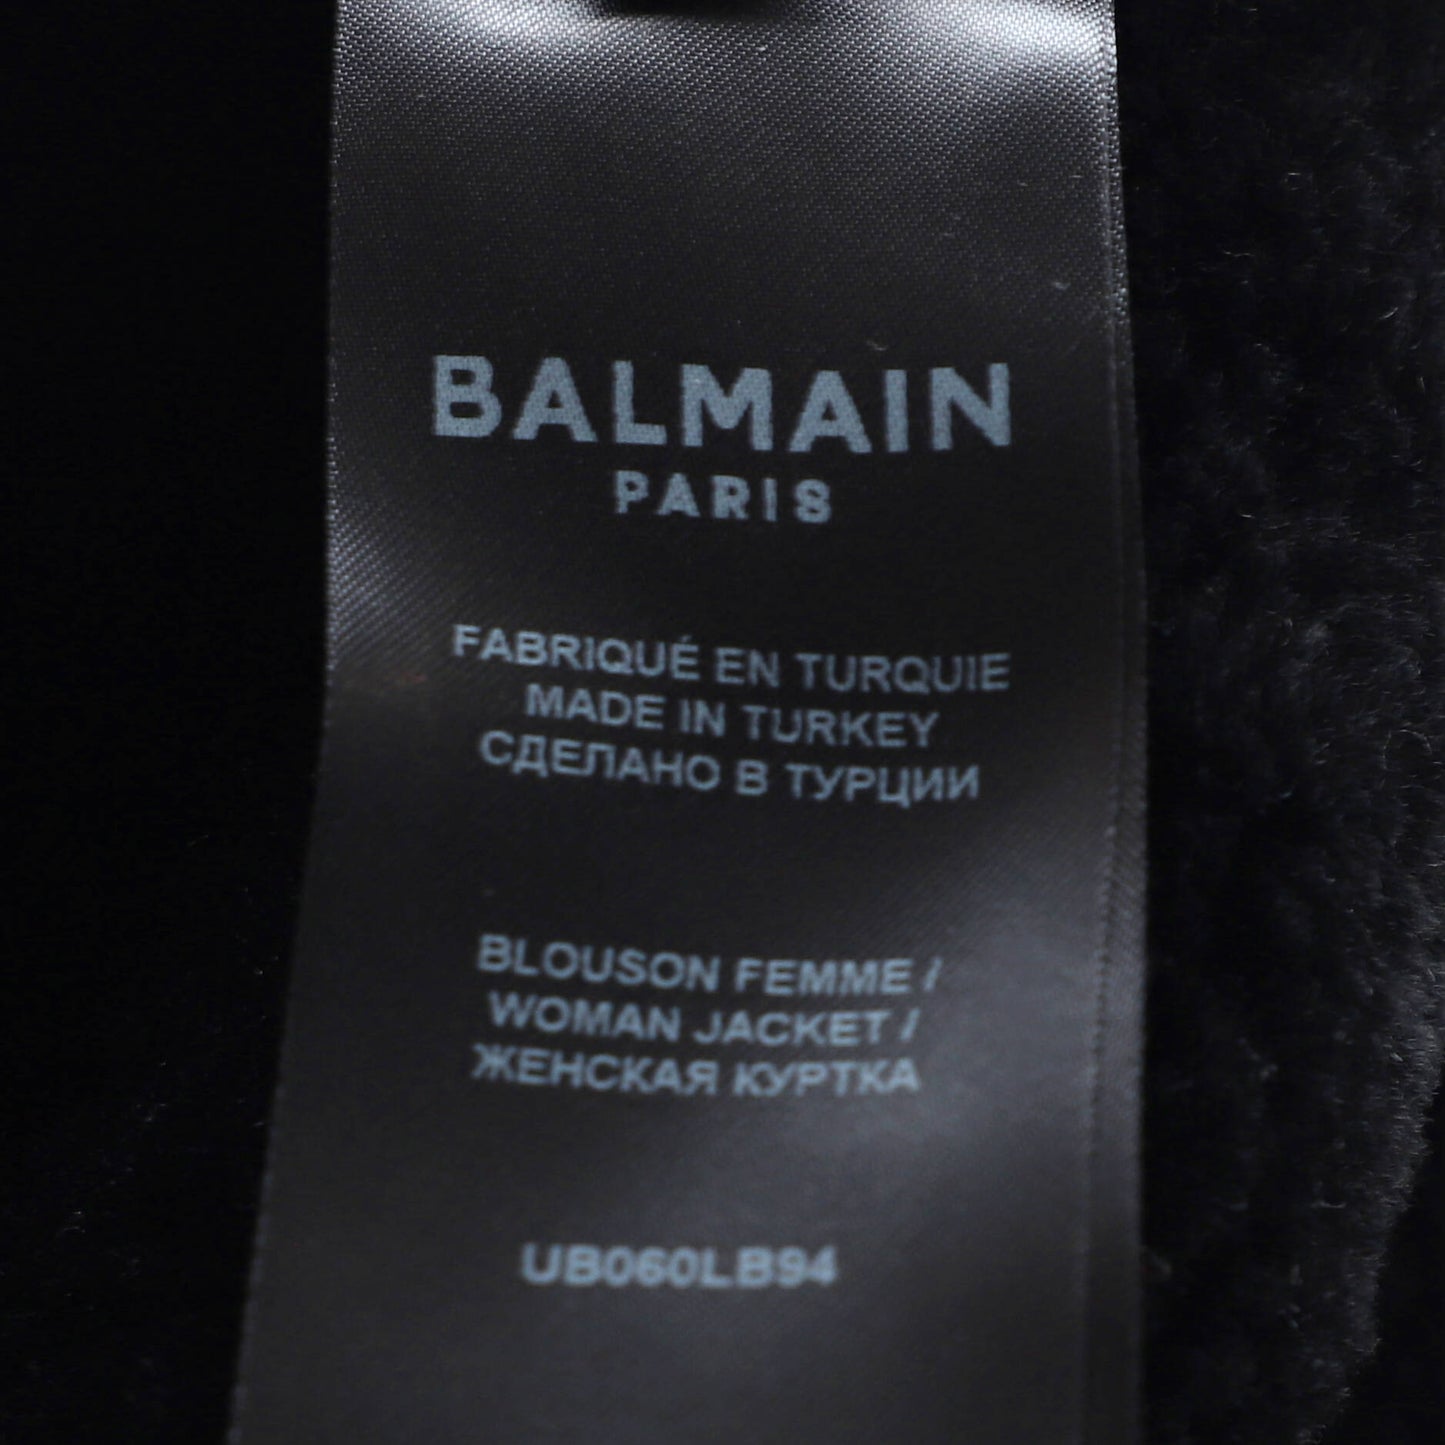 BALMAIN
PARIS
FABRIQUÉ EN TURQUIE
MADE IN TURKEY
СДЕЛАНО В ТУРЦИИ
BLOUSON FEMME /
WOMAN JACKET /
ЖЕНСКАЯ КУРТКА
UB060LB94